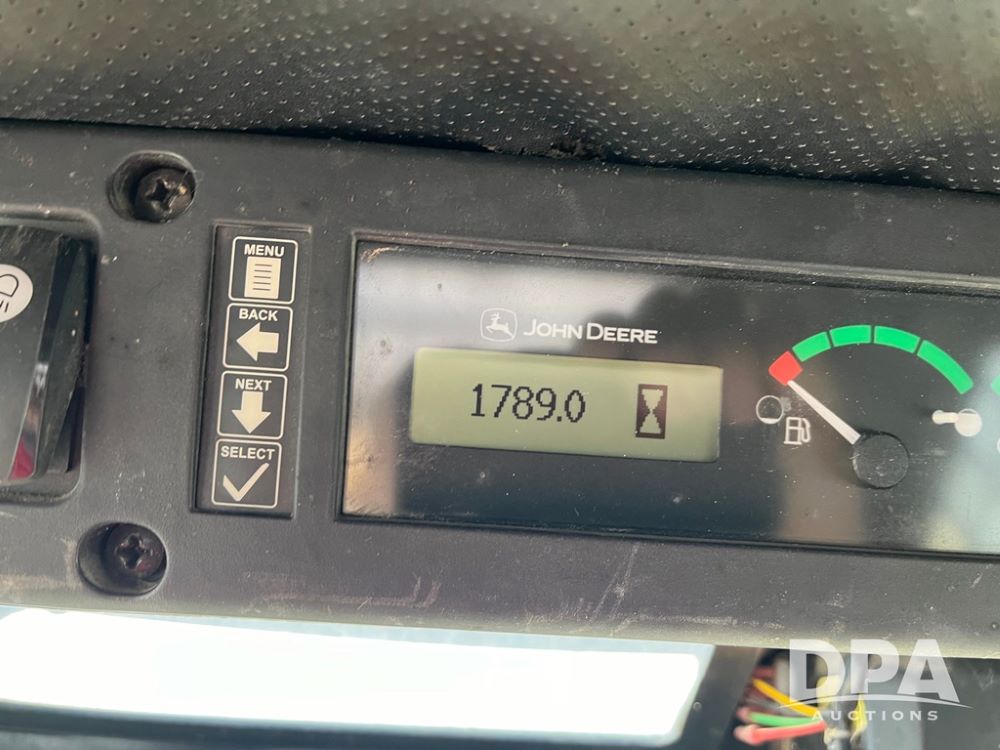 MENU
BACK
NEXT
SELECT
JOHN DEERE
1789.0
DPA
AUCTIONS